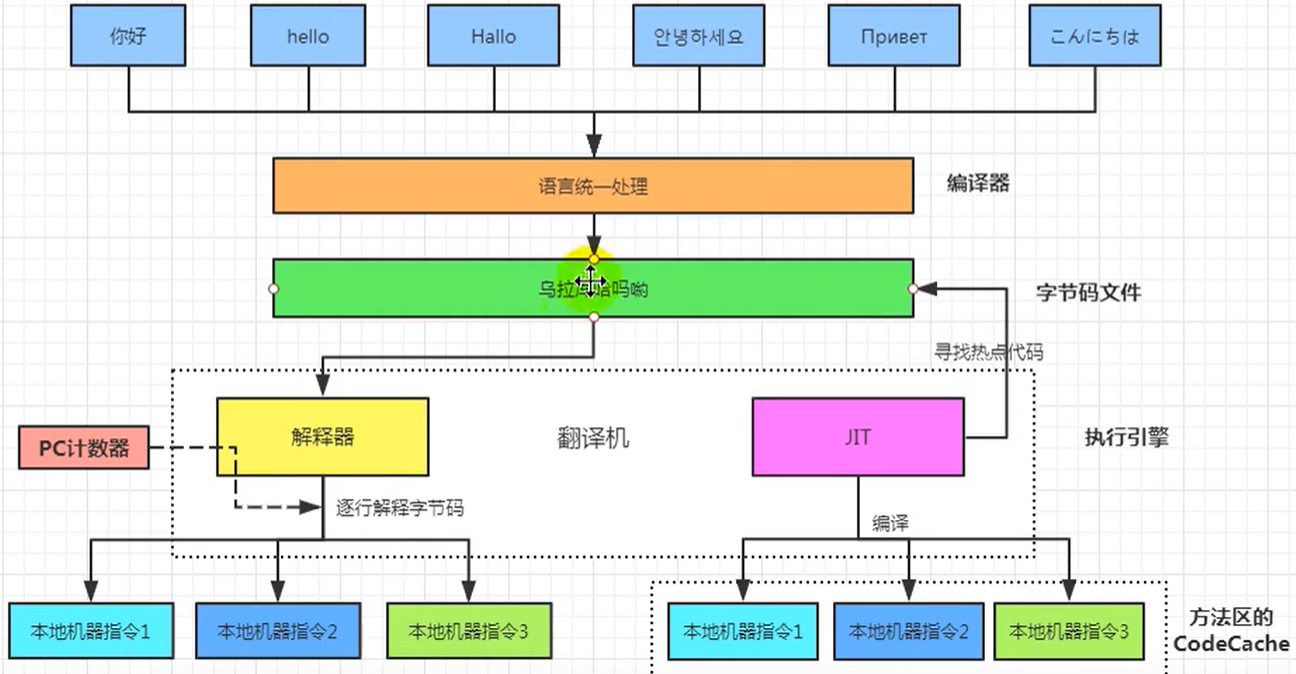 你好
hello
Hallo
안녕하세요
Привет
こんにちは
语言统一处理
编译器
乌拉 哈吗哟
字节码文件
寻找热点代码
解释器
翻译机
JIT
执行引擎
PC计数器
逐行解释字节码
编译
本地机器指令1
本地机器指令2
本地机器指令3
本地机器指令1
本地机器指令2
本地机器指令3
方法区的
CodeCache